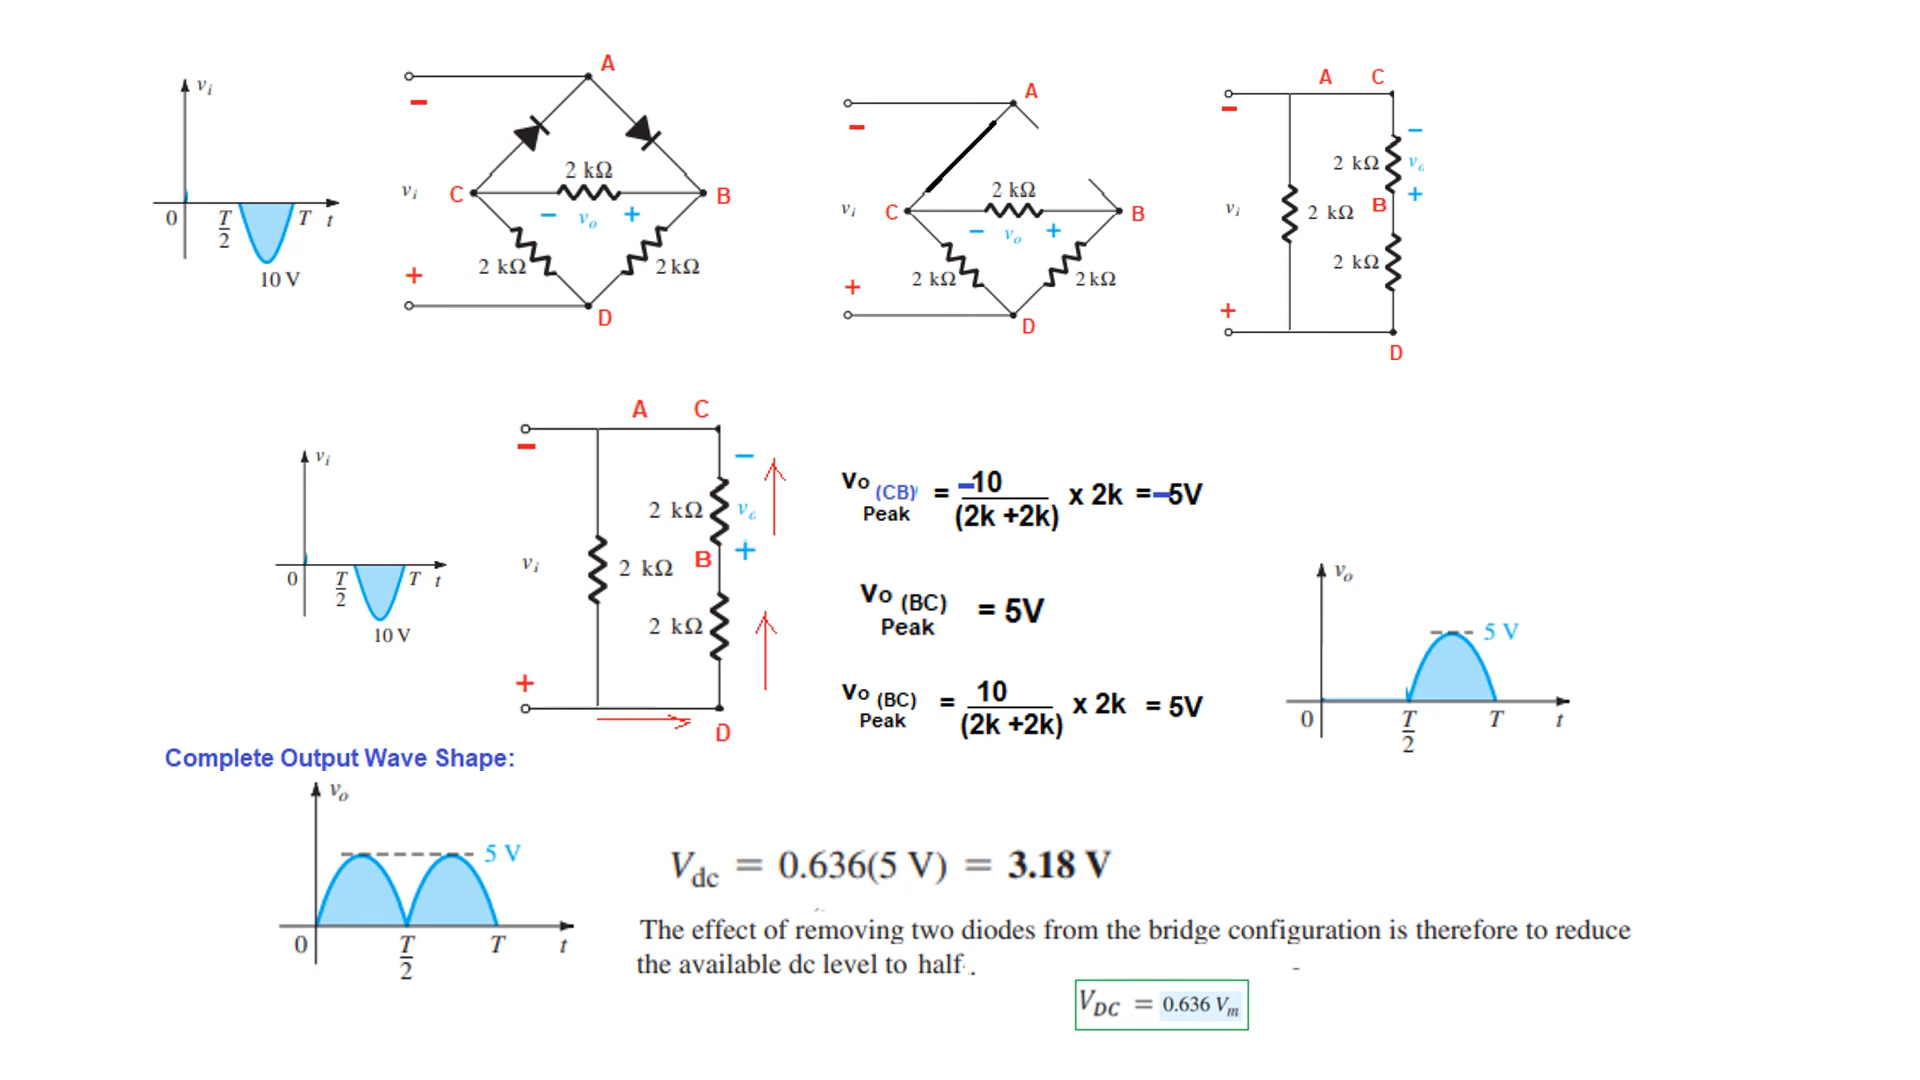 vi
0 T/2 T t
10 V
A
−
vi
C
2 kΩ
B
− vo +
2 kΩ
2 kΩ
+
D
A
−
vi
C
2 kΩ
B
− vo +
2 kΩ
2 kΩ
+
D
A C
−
−
2 kΩ
vo
+
vi
2 kΩ
B
2 kΩ
+
D
vi
0 T/2 T t
10 V
A C
−
−
2 kΩ
vo
+
vi
2 kΩ
B
2 kΩ
+
D
Vo (CB) Peak = −10/(2k +2k) x 2k =−5V
Vo (BC) Peak = 5V
Vo (BC) Peak = 10/(2k +2k) x 2k = 5V
vo
5 V
0 T/2 T t
Complete Output Wave Shape:
vo
5 V
0 T/2 T t
Vdc = 0.636(5 V) = 3.18 V
The effect of removing two diodes from the bridge configuration is therefore to reduce
the available dc level to half .
VDC = 0.636 Vm